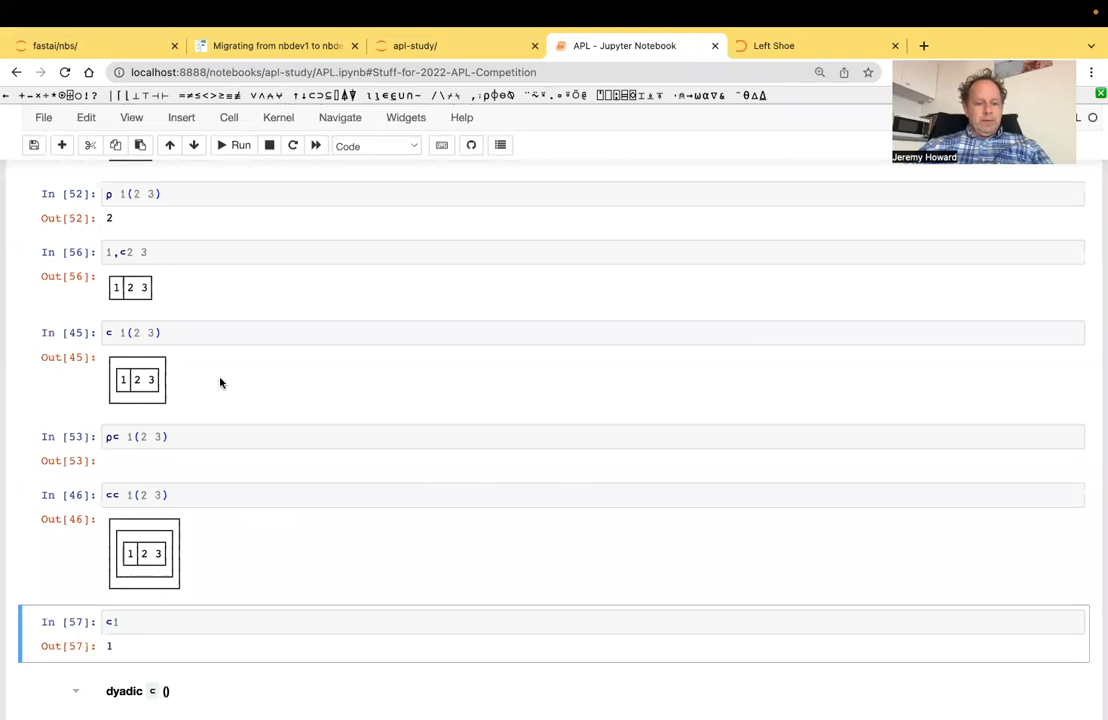 fastai/nbs/
Migrating from nbdev1 to nbde
apl-study/
APL - Jupyter Notebook
Left Shoe
localhost:8888/notebooks/apl-study/APL.ipynb#Stuff-for-2022-APL-Competition
File Edit View Insert Cell Kernel Navigate Widgets Help
Run
Code
Jeremy Howard
In [52]: ⍴ 1(2 3)
Out[52]: 2
In [56]: 1,⊂2 3
Out[56]:
1 2 3
In [45]: ⊂ 1(2 3)
Out[45]:
1 2 3
In [53]: ⍴⊂ 1(2 3)
Out[53]:
In [46]: ⊂⊂ 1(2 3)
Out[46]:
1 2 3
In [57]: ⊂1
Out[57]: 1
dyadic ⊂ ()